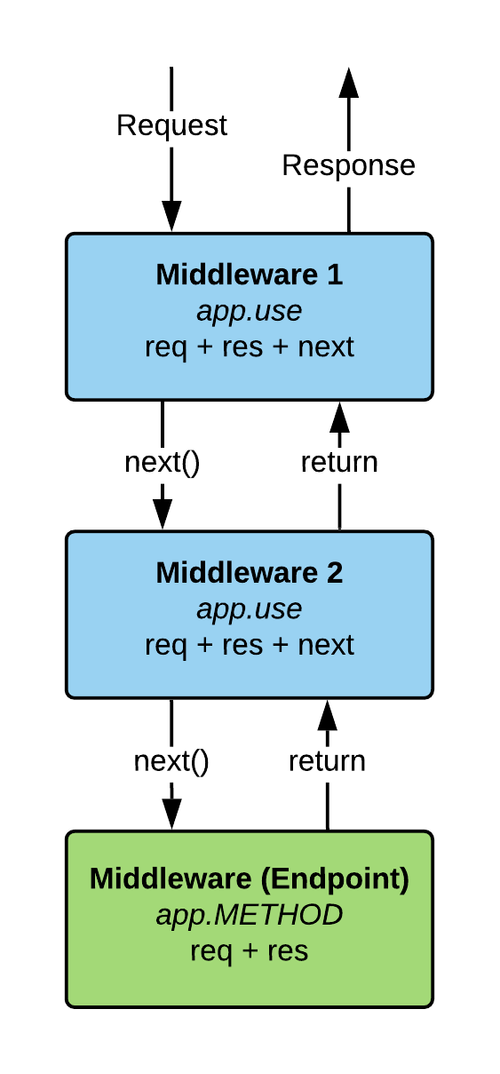 Request
Response
Middleware 1
app.use
req + res + next
next()
return
Middleware 2
app.use
req + res + next
next()
return
Middleware (Endpoint)
app.METHOD
req + res